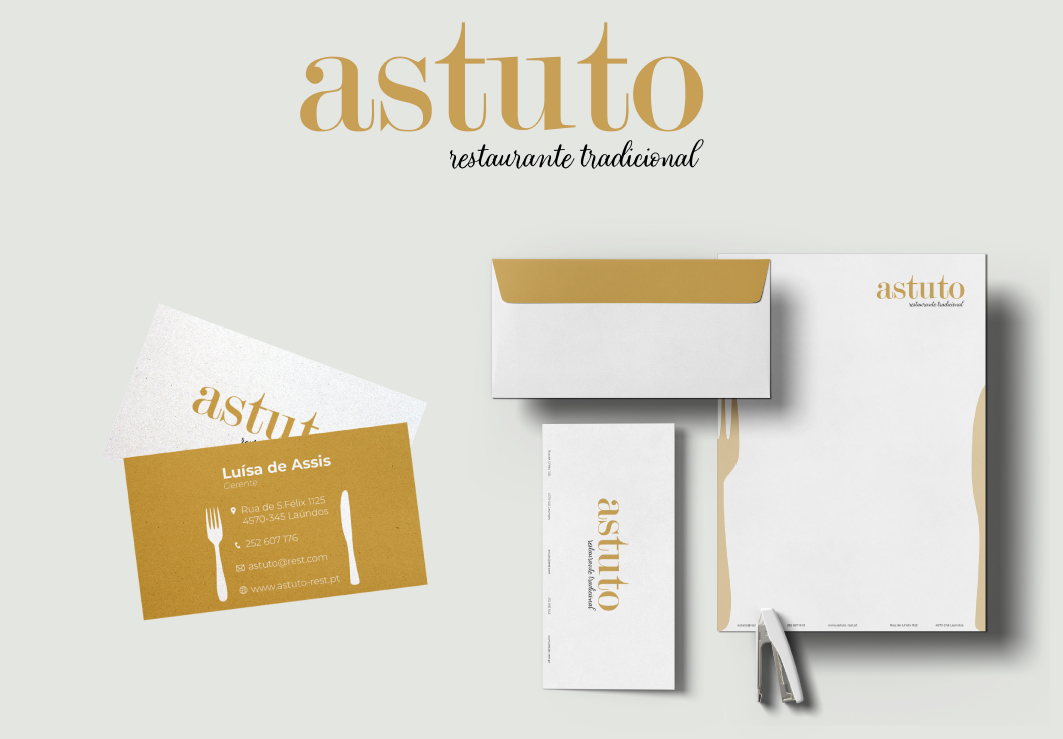 astuto
restaurante tradicional
astuto
restaurante tradicional
astut
Luísa de Assis
Gerente
Rua de S.Félix 1125
4570-345 Laúndos
252 607 176
astuto@rest.com
www.astuto-rest.pt
astuto
restaurante tradicional